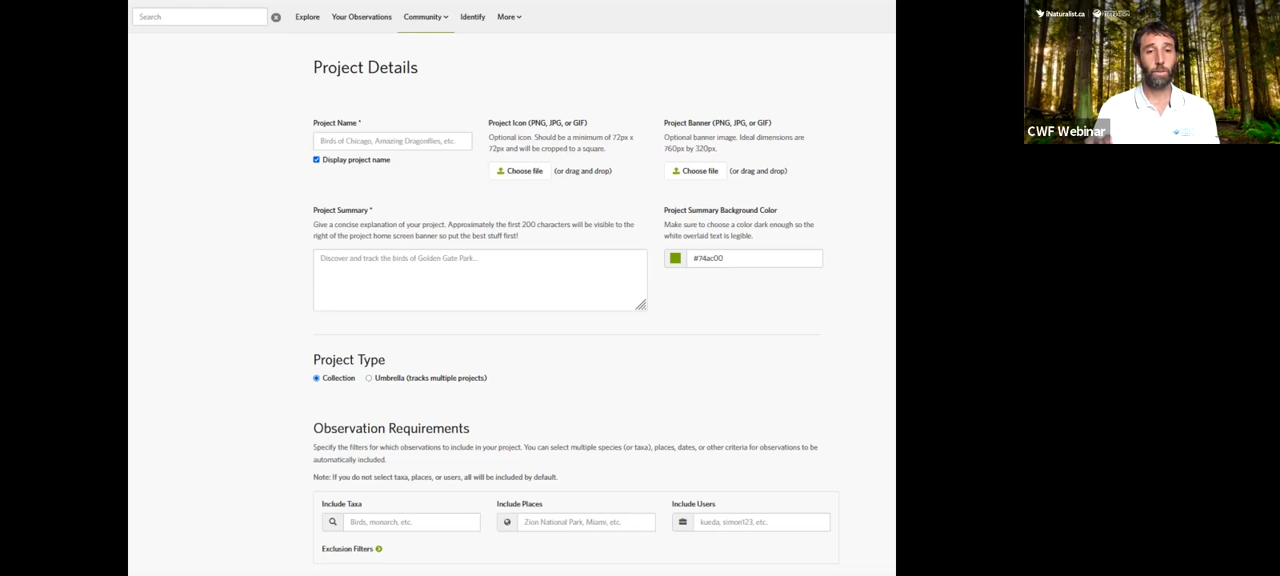 Search
Explore
Your Observations
Community
Identify
More
iNaturalist.ca
CWF Webinar
Project Details
Project Name *
Birds of Chicago, Amazing Dragonflies, etc.
Display project name
Project Icon (PNG, JPG, or GIF)
Optional icon. Should be a minimum of 72px x
72px and will be cropped to a square.
Choose file (or drag and drop)
Project Banner (PNG, JPG, or GIF)
Optional banner image. Ideal dimensions are
760px by 320px.
Choose file (or drag and drop)
Project Summary *
Give a concise explanation of your project. Approximately the first 200 characters will be visible to the
right of the project home screen banner so put the best stuff first!
Discover and track the birds of Golden Gate Park...
Project Summary Background Color
Make sure to choose a color dark enough so the
white overlaid text is legible.
#74ac00
Project Type
Collection
Umbrella (tracks multiple projects)
Observation Requirements
Specify the filters for which observations to include in your project. You can select multiple species (or taxa), places, dates, or other criteria for observations to be
automatically included.
Note: If you do not select taxa, places, or users, all will be included by default.
Include Taxa
Birds, monarch, etc.
Include Places
Zion National Park, Miami, etc.
Include Users
kueda, simon123, etc.
Exclusion Filters